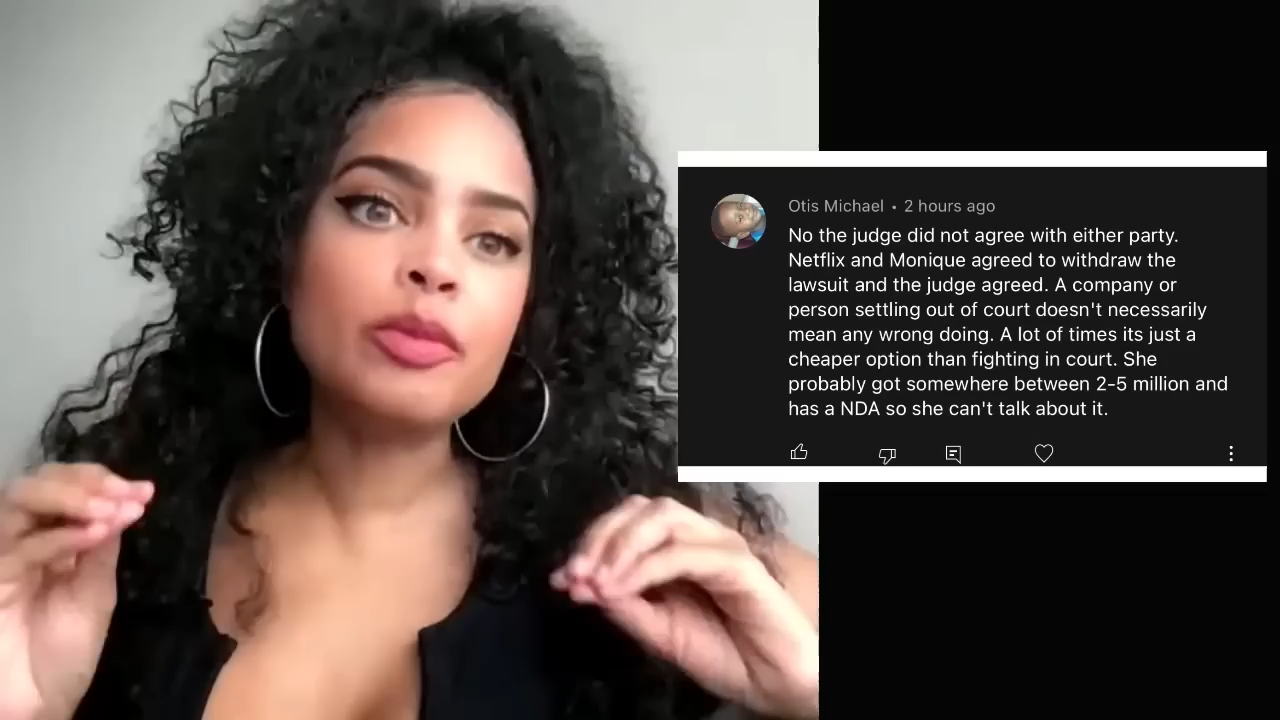 Otis Michael • 2 hours ago
No the judge did not agree with either party.
Netflix and Monique agreed to withdraw the
lawsuit and the judge agreed. A company or
person settling out of court doesn't necessarily
mean any wrong doing. A lot of times its just a
cheaper option than fighting in court. She
probably got somewhere between 2-5 million and
has a NDA so she can't talk about it.